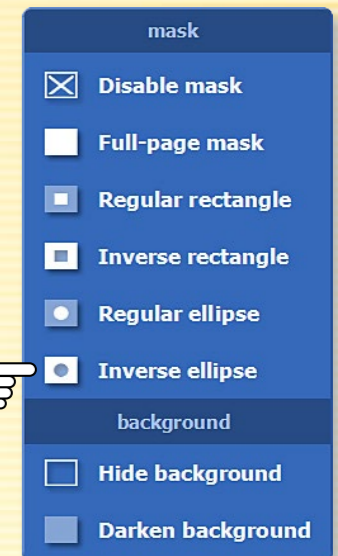 mask
Disable mask
Full-page mask
Regular rectangle
Inverse rectangle
Regular ellipse
Inverse ellipse
background
Hide background
Darken background